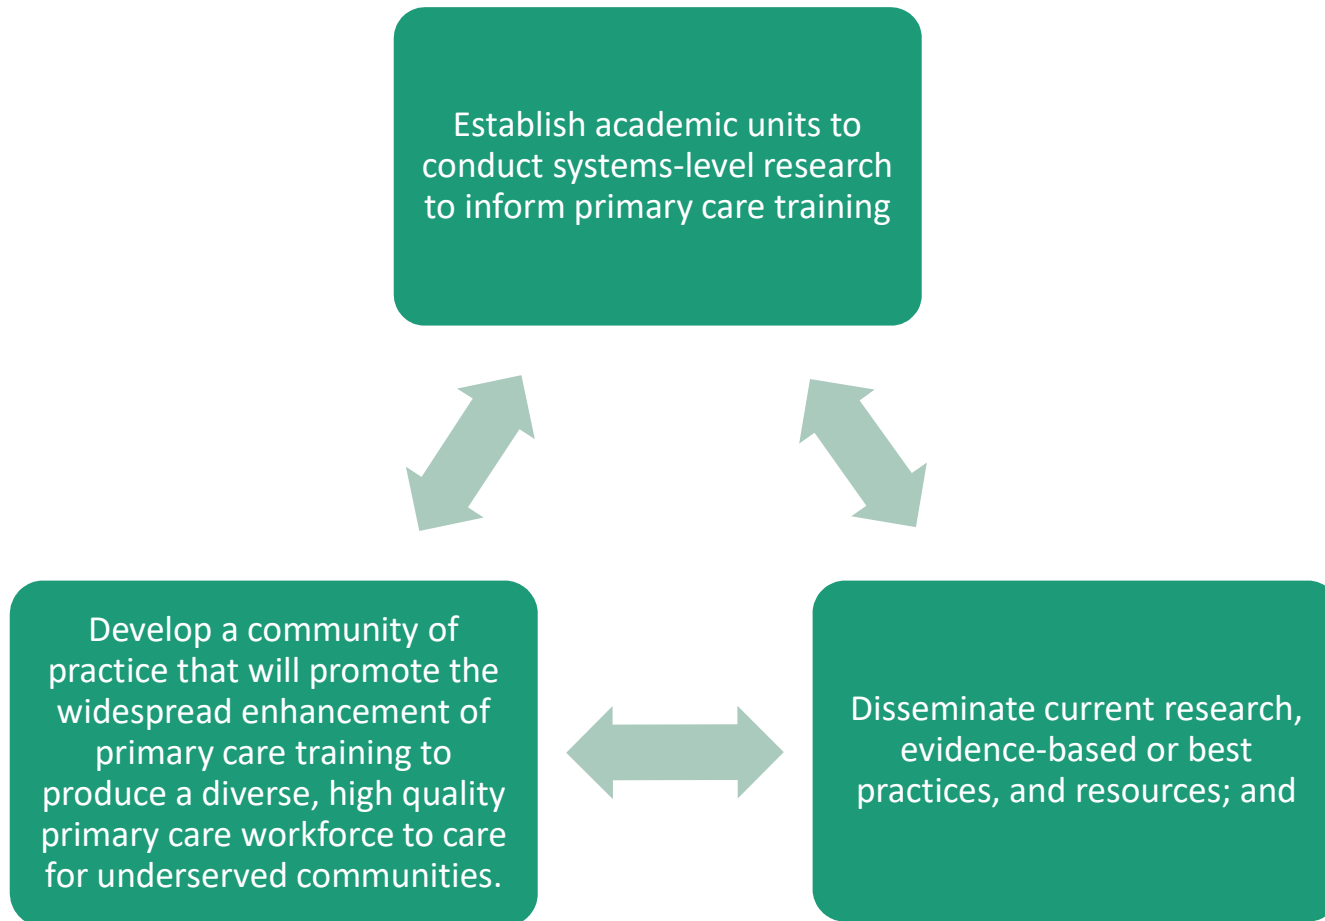 Establish academic units to
conduct systems-level research
to inform primary care training
Develop a community of
practice that will promote the
widespread enhancement of
primary care training to
produce a diverse, high quality
primary care workforce to care
for underserved communities.
Disseminate current research,
evidence-based or best
practices, and resources; and